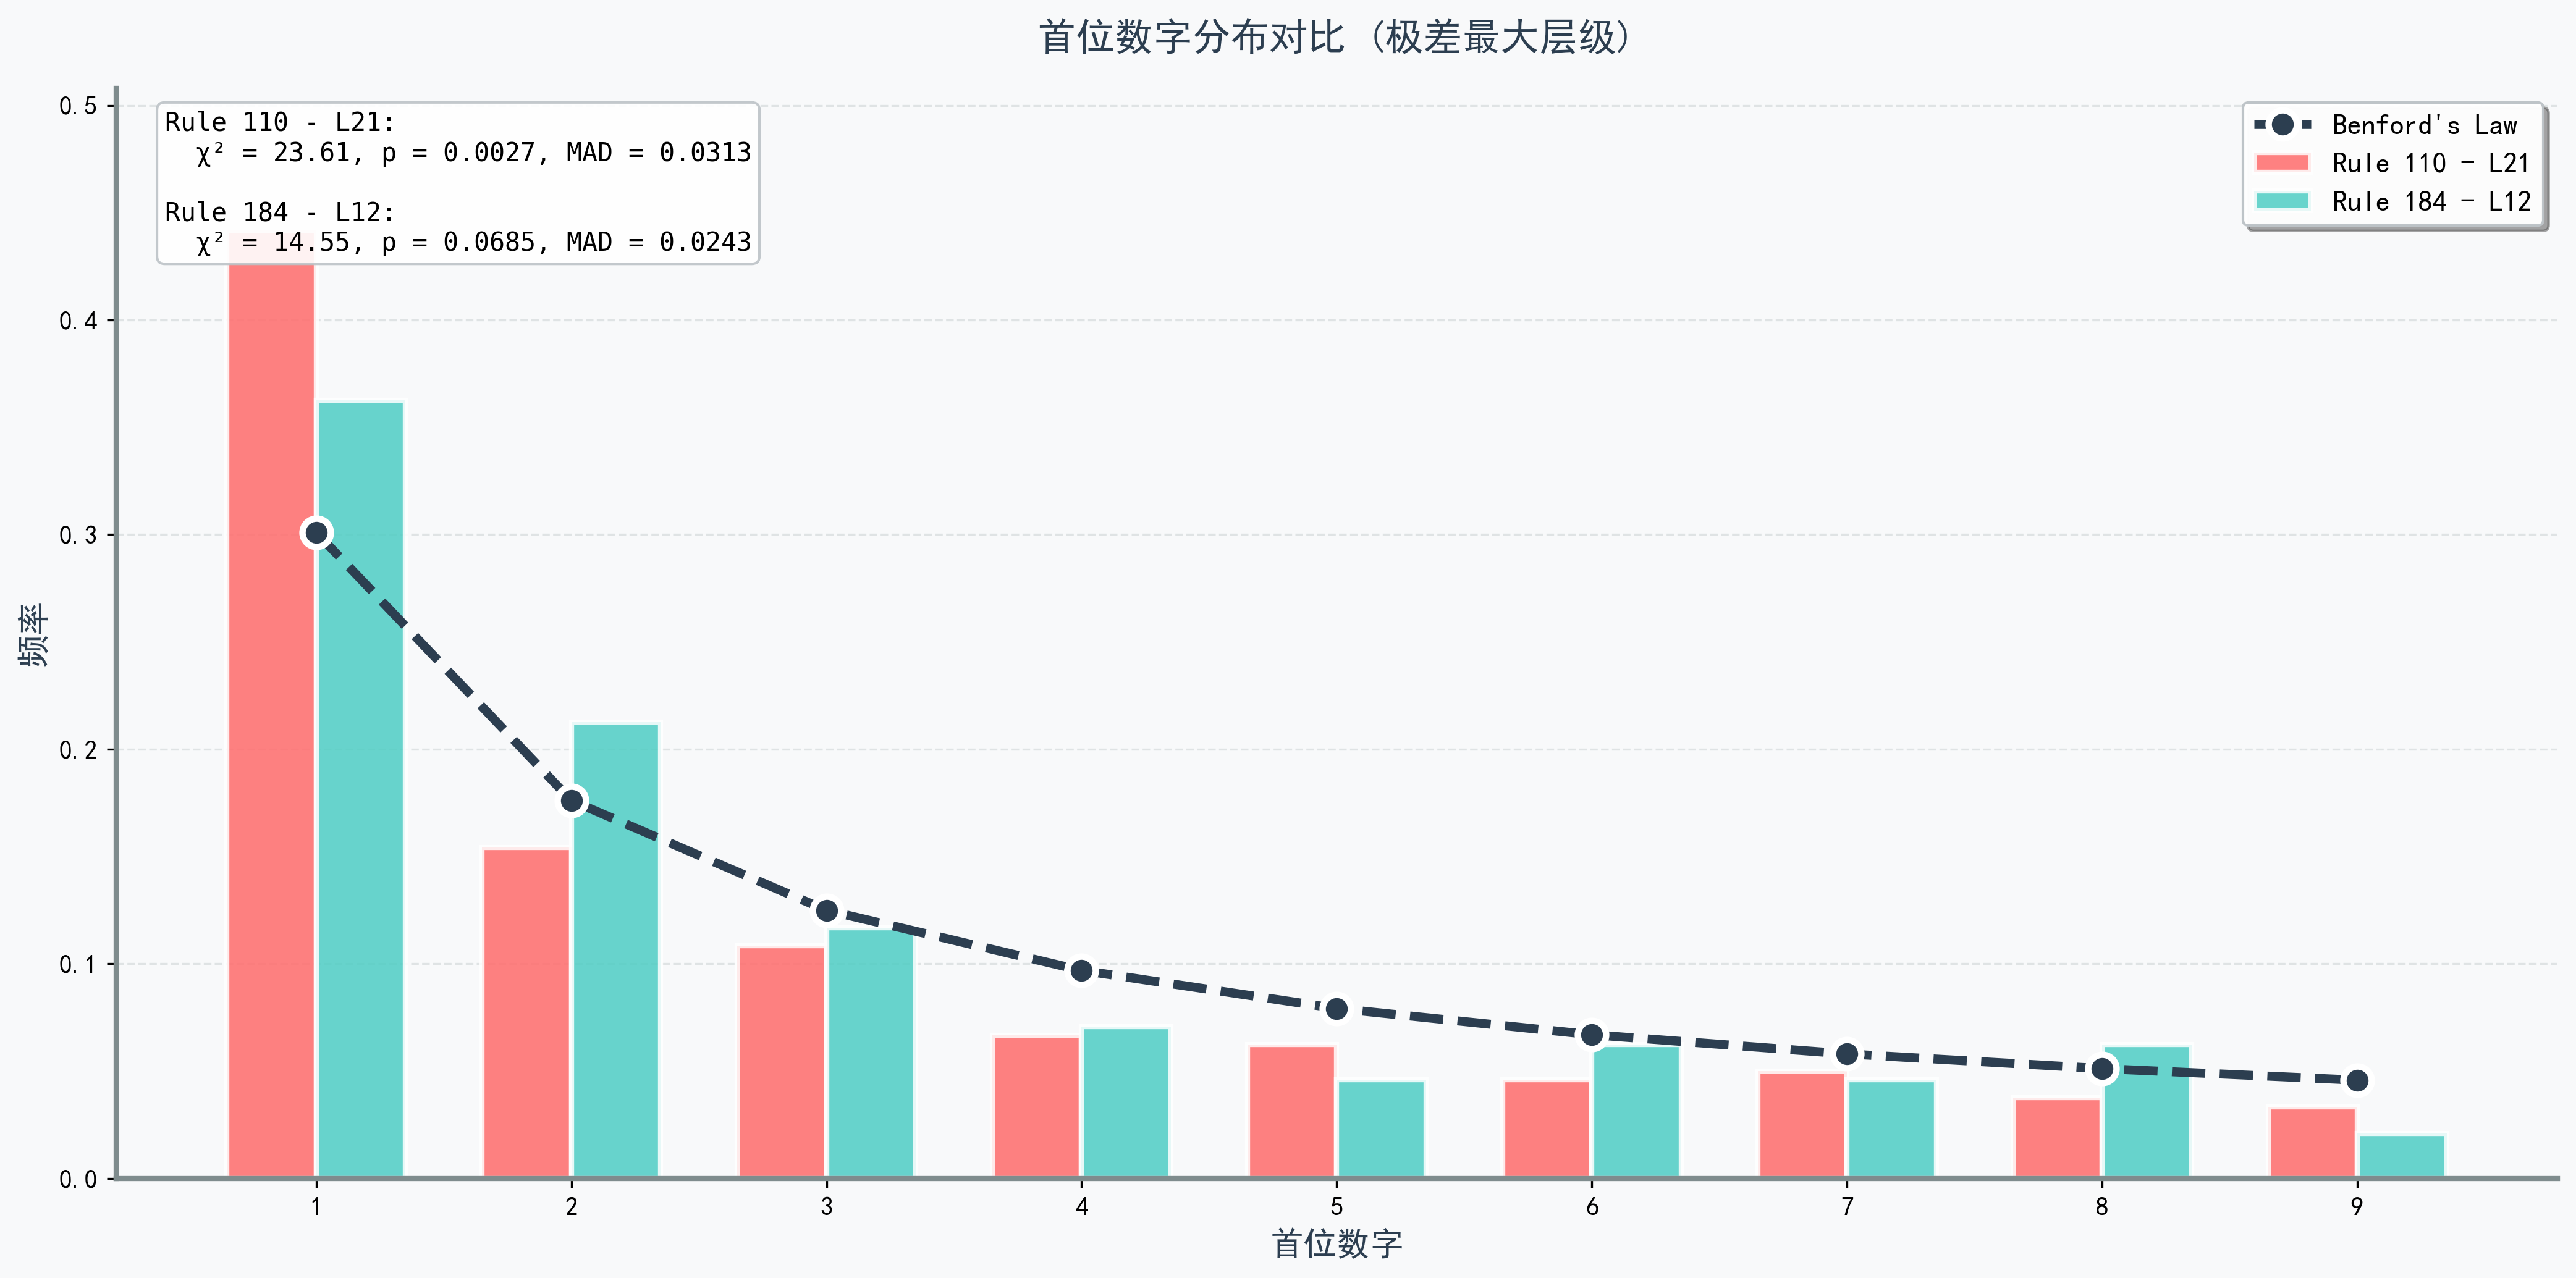 首位数字分布对比 (极差最大层级)
Rule 110 - L21:
χ² = 23.61, p = 0.0027, MAD = 0.0313
Rule 184 - L12:
χ² = 14.55, p = 0.0685, MAD = 0.0243
Benford's Law
Rule 110 - L21
Rule 184 - L12
频率
0.5
0.4
0.3
0.2
0.1
0.0
1 2 3 4 5 6 7 8 9
首位数字